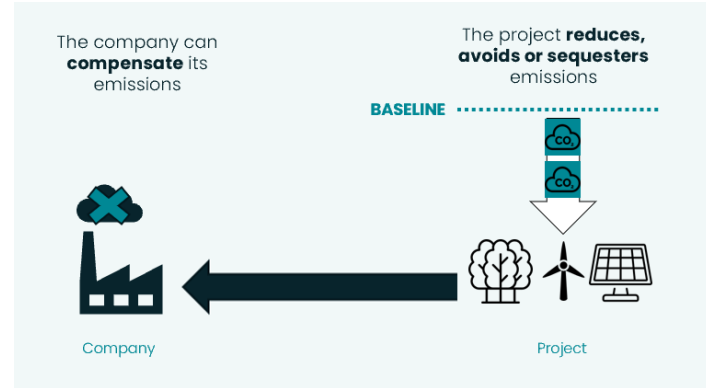 The company can
compensate its
emissions
The project reduces,
avoids or sequesters
emissions
BASELINE
CO₂
CO₂
Company
Project